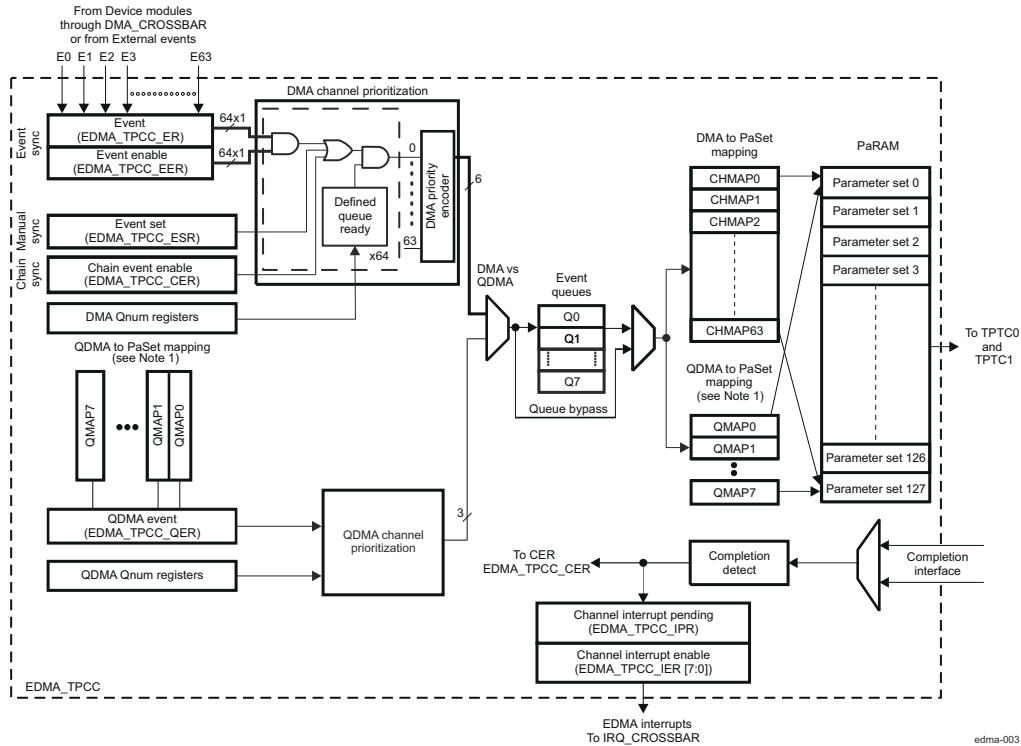 From Device modules
through DMA_CROSSBAR
or from External events
E0 E1 E2 E3 E63
Event
sync
Event
(EDMA_TPCC_ER)
Event enable
(EDMA_TPCC_EER)
64x1
64x1
DMA channel prioritization
0
63
DMA priority
encoder
6
Defined
queue
ready
x64
Manual
sync
Event set
(EDMA_TPCC_ESR)
Chain
sync
Chain event enable
(EDMA_TPCC_CER)
DMA Qnum registers
QDMA to PaSet mapping
(see Note 1)
QMAP7
QMAP1
QMAP0
QDMA event
(EDMA_TPCC_QER)
QDMA Qnum registers
QDMA channel
prioritization
3
DMA vs
QDMA
Event
queues
Q0
Q1
Q7
Queue bypass
DMA to PaSet
mapping
CHMAP0
CHMAP1
CHMAP2
CHMAP63
QDMA to PaSet
mapping
(see Note 1)
QMAP0
QMAP1
QMAP7
PaRAM
Parameter set 0
Parameter set 1
Parameter set 2
Parameter set 3
Parameter set 126
Parameter set 127
To TPTC0
and
TPTC1
To CER
EDMA_TPCC_CER
Completion
detect
Completion
interface
Channel interrupt pending
(EDMA_TPCC_IPR)
Channel interrupt enable
(EDMA_TPCC_IER [7:0])
EDMA_TPCC
EDMA interrupts
To IRQ_CROSSBAR
edma-003